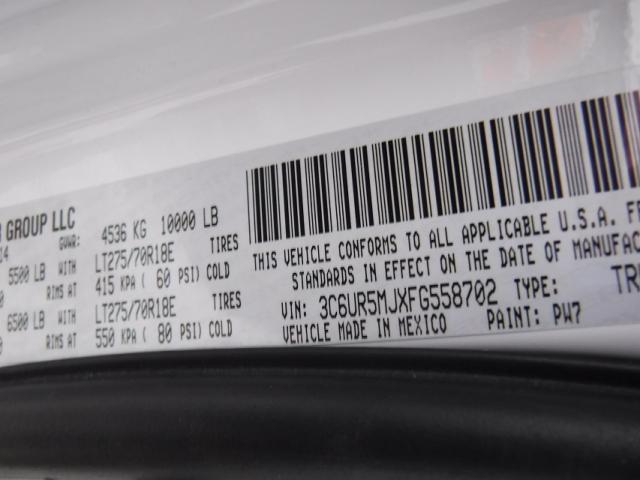 GROUP LLC
14 GVWR: 4536 KG 10000 LB
5500 LB WITH LT275/70R18E TIRES
RIMS AT 415 KPA ( 60 PSI) COLD
6500 LB WITH LT275/70R18E TIRES
RIMS AT 550 KPA ( 80 PSI) COLD
THIS VEHICLE CONFORMS TO ALL APPLICABLE U.S.A. FE
STANDARDS IN EFFECT ON THE DATE OF MANUFAC
VIN: 3C6UR5MJXFG558702 TYPE: TR
VEHICLE MADE IN MEXICO PAINT: PW7